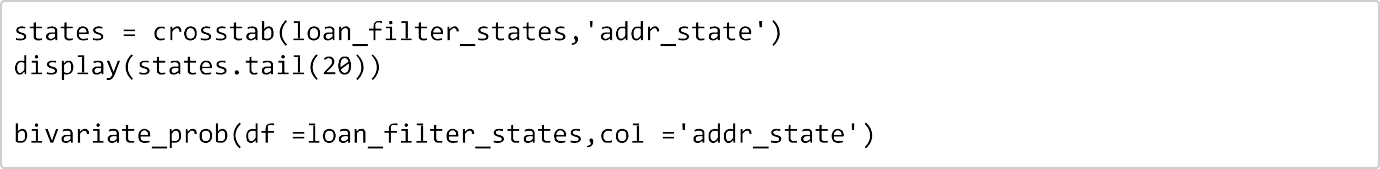 states = crosstab(loan_filter_states,'addr_state')
display(states.tail(20))
bivariate_prob(df =loan_filter_states,col ='addr_state')